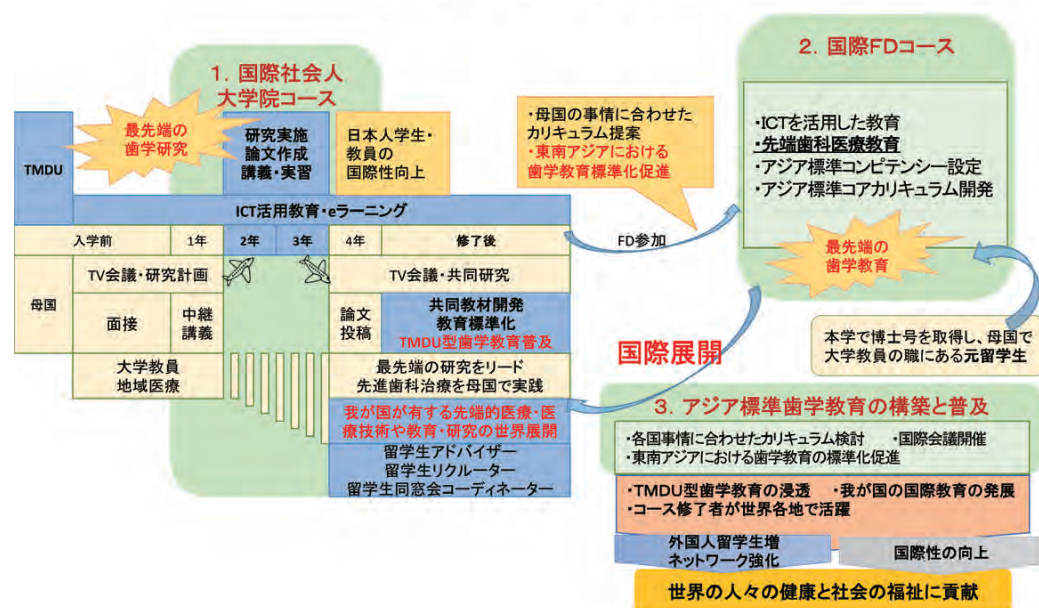 1．国際社会人
大学院コース
TMDU
最先端の
歯学研究
研究実施
論文作成
講義・実習
日本人学生・
教員の
国際性向上
ICT活用教育・eラーニング
入学前
1年
2年
3年
4年
修了後
母国
TV会議・研究計画
TV会議・共同研究
面接
中継
講義
論文
投稿
共同教材開発
教育標準化
TMDU型歯学教育普及
大学教員
地域医療
最先端の研究をリード
先進歯科治療を母国で実践
我が国が有する先端的医療・医
療技術や教育・研究の世界展開
留学生アドバイザー
留学生リクルーター
留学生同窓会コーディネーター
・母国の事情に合わせた
カリキュラム提案
・東南アジアにおける
歯学教育標準化促進
FD参加
2．国際FDコース
・ICTを活用した教育
・先端歯科医療教育
・アジア標準コンピテンシー設定
・アジア標準コアカリキュラム開発
最先端の
歯学教育
本学で博士号を取得し、母国で
大学教員の職にある元留学生
国際展開
3．アジア標準歯学教育の構築と普及
・各国事情に合わせたカリキュラム検討　・国際会議開催
・東南アジアにおける歯学教育の標準化促進
・TMDU型歯学教育の浸透　・我が国の国際教育の発展
・コース修了者が世界各地で活躍
外国人留学生増
ネットワーク強化
国際性の向上
世界の人々の健康と社会の福祉に貢献